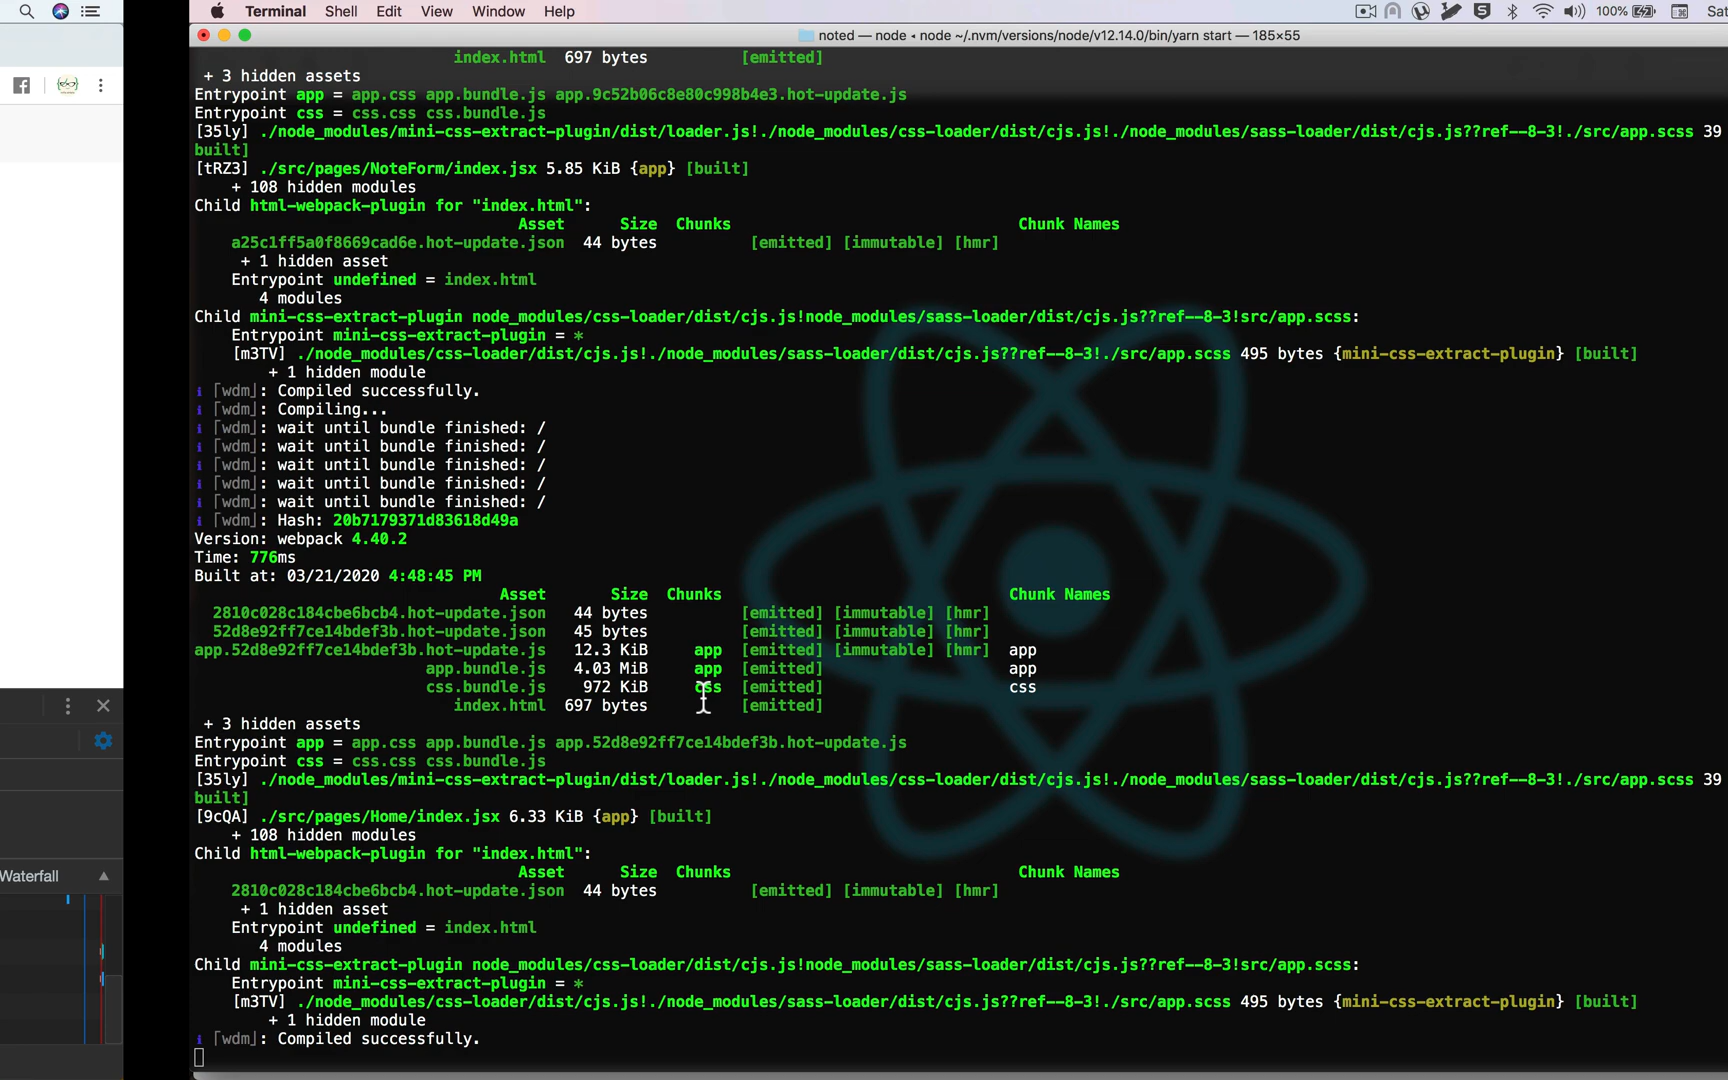 Terminal Shell Edit View Window Help 100% Sat
noted — node ◂ node ~/.nvm/versions/node/v12.14.0/bin/yarn start — 185×55
index.html 697 bytes [emitted]
+ 3 hidden assets
Entrypoint app = app.css app.bundle.js app.9c52b06c8e80c998b4e3.hot-update.js
Entrypoint css = css.css css.bundle.js
[35ly] ./node_modules/mini-css-extract-plugin/dist/loader.js!./node_modules/css-loader/dist/cjs.js!./node_modules/sass-loader/dist/cjs.js??ref--8-3!./src/app.scss 39
built]
[tRZ3] ./src/pages/NoteForm/index.jsx 5.85 KiB {app} [built]
+ 108 hidden modules
Child html-webpack-plugin for "index.html":
Asset Size Chunks Chunk Names
a25c1ff5a0f8669cad6e.hot-update.json 44 bytes [emitted] [immutable] [hmr]
+ 1 hidden asset
Entrypoint undefined = index.html
4 modules
Child mini-css-extract-plugin node_modules/css-loader/dist/cjs.js!node_modules/sass-loader/dist/cjs.js??ref--8-3!src/app.scss:
Entrypoint mini-css-extract-plugin = *
[m3TV] ./node_modules/css-loader/dist/cjs.js!./node_modules/sass-loader/dist/cjs.js??ref--8-3!./src/app.scss 495 bytes {mini-css-extract-plugin} [built]
+ 1 hidden module
ℹ ｢wdm｣: Compiled successfully.
ℹ ｢wdm｣: Compiling...
ℹ ｢wdm｣: wait until bundle finished: /
ℹ ｢wdm｣: wait until bundle finished: /
ℹ ｢wdm｣: wait until bundle finished: /
ℹ ｢wdm｣: wait until bundle finished: /
ℹ ｢wdm｣: wait until bundle finished: /
ℹ ｢wdm｣: Hash: 20b7179371d83618d49a
Version: webpack 4.40.2
Time: 776ms
Built at: 03/21/2020 4:48:45 PM
Asset Size Chunks Chunk Names
2810c028c184cbe6bcb4.hot-update.json 44 bytes [emitted] [immutable] [hmr]
52d8e92ff7ce14bdef3b.hot-update.json 45 bytes [emitted] [immutable] [hmr]
app.52d8e92ff7ce14bdef3b.hot-update.js 12.3 KiB app [emitted] [immutable] [hmr] app
app.bundle.js 4.03 MiB app [emitted] app
css.bundle.js 972 KiB css [emitted] css
index.html 697 bytes [emitted]
+ 3 hidden assets
Entrypoint app = app.css app.bundle.js app.52d8e92ff7ce14bdef3b.hot-update.js
Entrypoint css = css.css css.bundle.js
[35ly] ./node_modules/mini-css-extract-plugin/dist/loader.js!./node_modules/css-loader/dist/cjs.js!./node_modules/sass-loader/dist/cjs.js??ref--8-3!./src/app.scss 39
built]
[9cQA] ./src/pages/Home/index.jsx 6.33 KiB {app} [built]
+ 108 hidden modules
Child html-webpack-plugin for "index.html":
Waterfall
Asset Size Chunks Chunk Names
2810c028c184cbe6bcb4.hot-update.json 44 bytes [emitted] [immutable] [hmr]
+ 1 hidden asset
Entrypoint undefined = index.html
4 modules
Child mini-css-extract-plugin node_modules/css-loader/dist/cjs.js!node_modules/sass-loader/dist/cjs.js??ref--8-3!src/app.scss:
Entrypoint mini-css-extract-plugin = *
[m3TV] ./node_modules/css-loader/dist/cjs.js!./node_modules/sass-loader/dist/cjs.js??ref--8-3!./src/app.scss 495 bytes {mini-css-extract-plugin} [built]
+ 1 hidden module
ℹ ｢wdm｣: Compiled successfully.